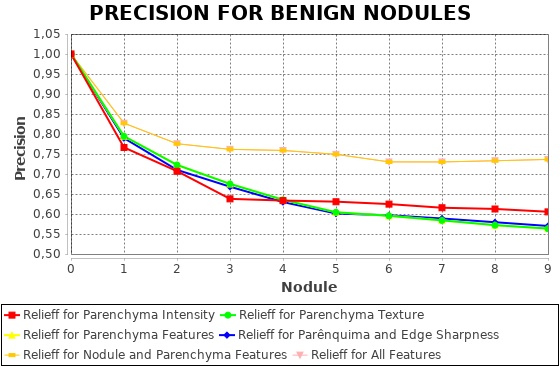 PRECISION FOR BENIGN NODULES
1,05
1,00
0,95
0,90
0,85
0,80
0,75
0,70
0,65
0,60
0,55
0,50
Precision
0 1 2 3 4 5 6 7 8 9
Nodule
Relieff for Parenchyma Intensity Relieff for Parenchyma Texture
Relieff for Parenchyma Features Relieff for Parênquima and Edge Sharpness
Relieff for Nodule and Parenchyma Features Relieff for All Features